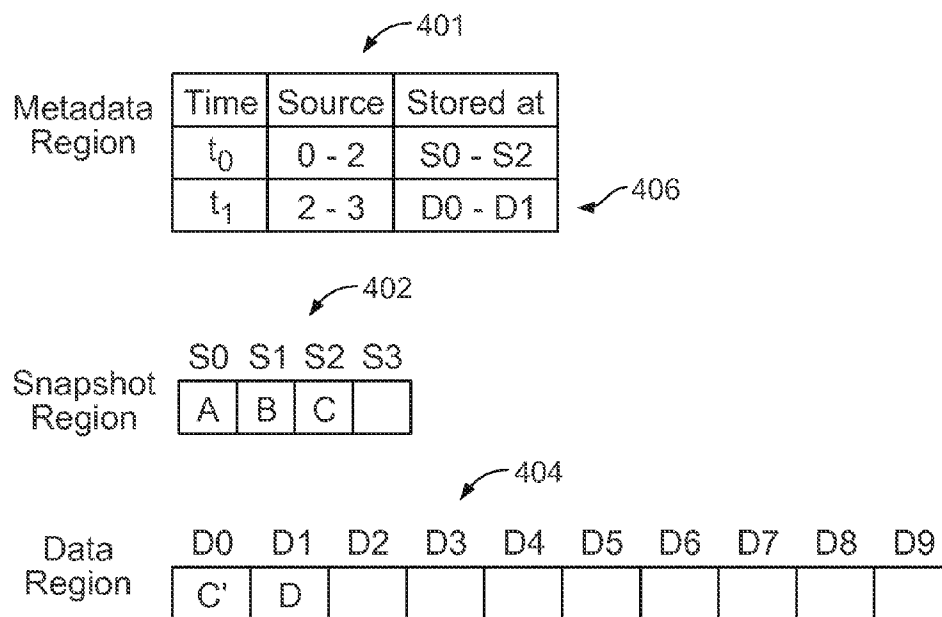 401
Metadata Region
Time Source Stored at
t0 0 - 2 S0 - S2
t1 2 - 3 D0 - D1
406
402
S0 S1 S2 S3
Snapshot Region
A B C
404
D0 D1 D2 D3 D4 D5 D6 D7 D8 D9
Data Region
C' D